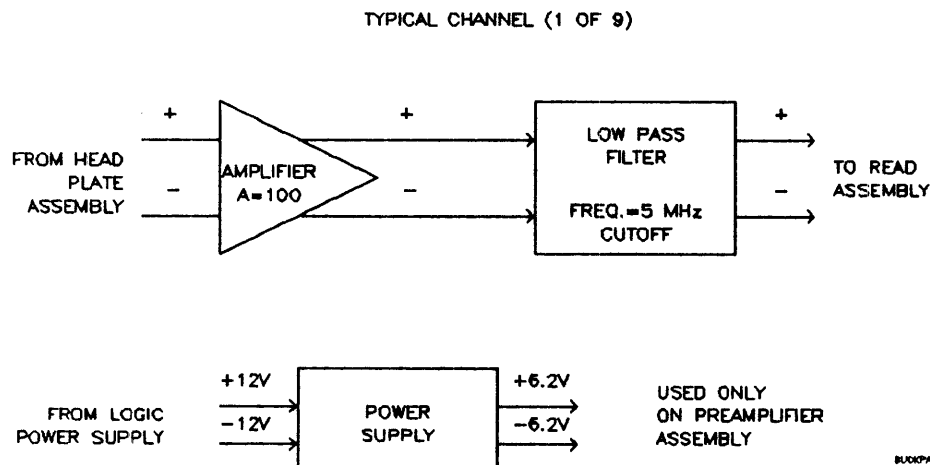 TYPICAL CHANNEL (1 OF 9)
+
+
+
FROM HEAD
PLATE
ASSEMBLY
-
AMPLIFIER
A=100
-
LOW PASS
FILTER
FREQ.=5 MHz
CUTOFF
-
TO READ
ASSEMBLY
+12V
+6.2V
FROM LOGIC
POWER SUPPLY
-12V
POWER
SUPPLY
-6.2V
USED ONLY
ON PREAMPLIFIER
ASSEMBLY